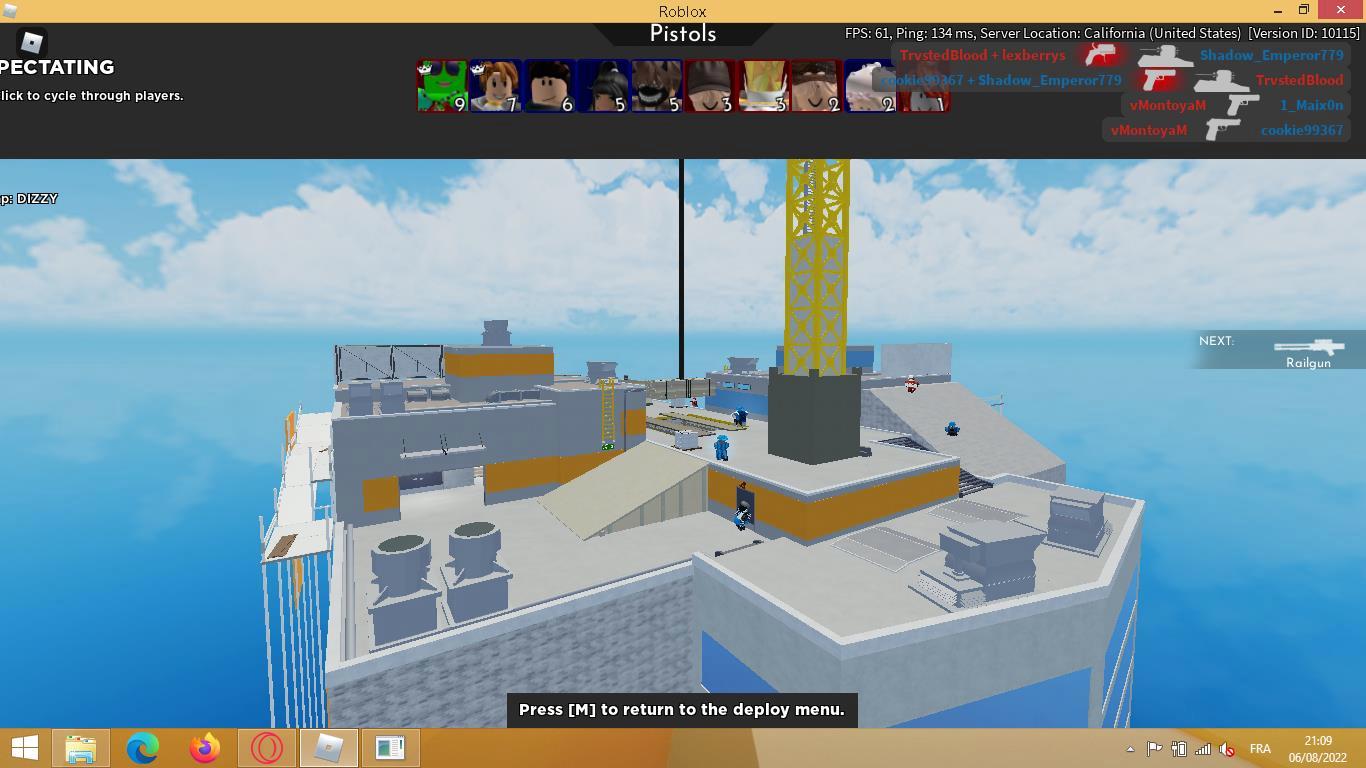 Roblox
Pistols
FPS: 61, Ping: 134 ms, Server Location: California (United States) [Version ID: 10115]
PECTATING
lick to cycle through players.
9 7 6 5 5 3 3 2 2 1
TrvstedBlood + lexberrys Shadow_Emperor779
cookie99367 + Shadow_Emperor779 TrvstedBlood
vMontoyaM 1_Maix0n
vMontoyaM cookie99367
p: DIZZY
NEXT:
Railgun
Press [M] to return to the deploy menu.
FRA
21:09
06/08/2022